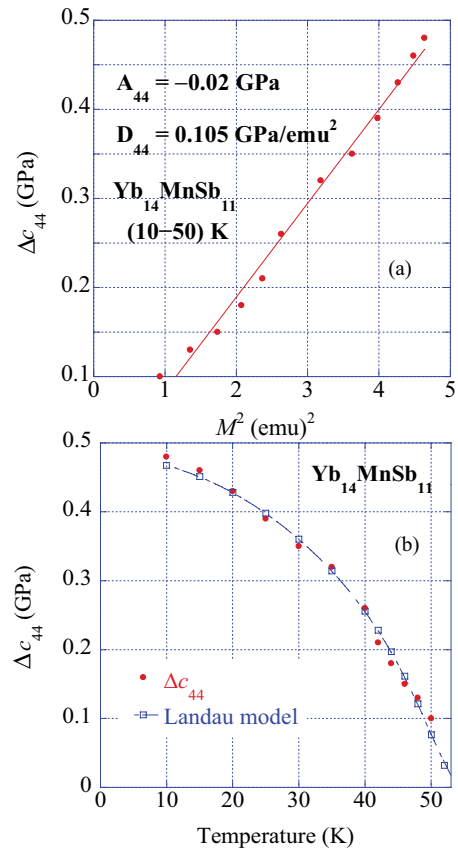 0.5
A₄₄ = −0.02 GPa
0.4
D₄₄ = 0.105 GPa/emu²
Δc₄₄ (GPa)
0.3
Yb₁₄MnSb₁₁
(10−50) K
(a)
0.2
0.1
0 1 2 3 4 5
M² (emu)²
0.5
Yb₁₄MnSb₁₁
0.4
(b)
0.3
Δc₄₄ (GPa)
0.2
Δc₄₄
Landau model
0.1
0
0 10 20 30 40 50
Temperature (K)